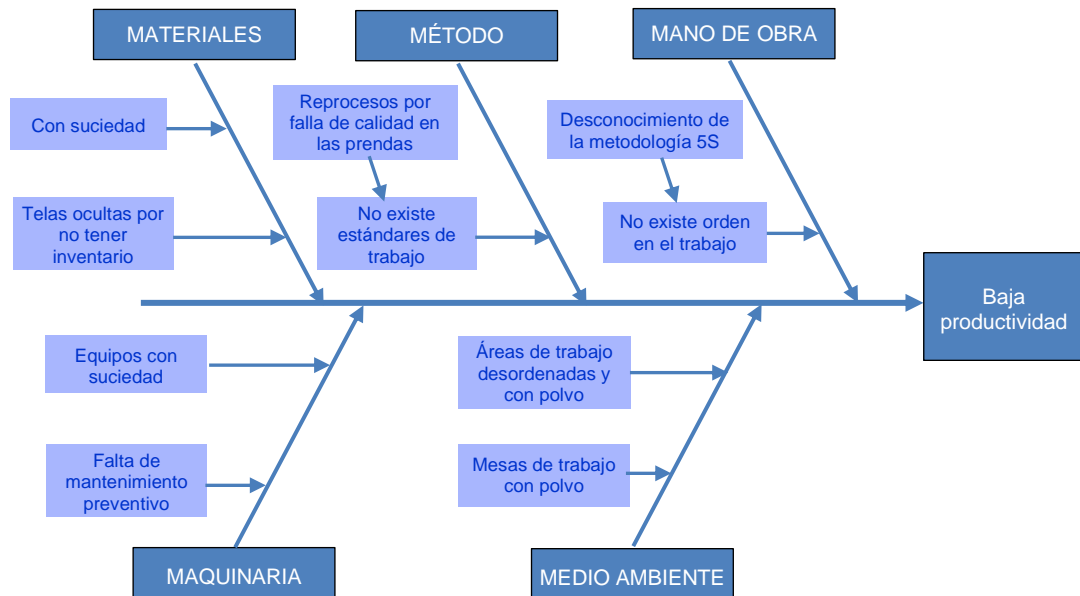 MATERIALES
MÉTODO
MANO DE OBRA
Con suciedad
Reprocesos por
falla de calidad en
las prendas
Desconocimiento de
la metodología 5S
Telas ocultas por
no tener
inventario
No existe
estándares de
trabajo
No existe orden
en el trabajo
Baja
productividad
Equipos con
suciedad
Áreas de trabajo
desordenadas y
con polvo
Falta de
mantenimiento
preventivo
Mesas de trabajo
con polvo
MAQUINARIA
MEDIO AMBIENTE